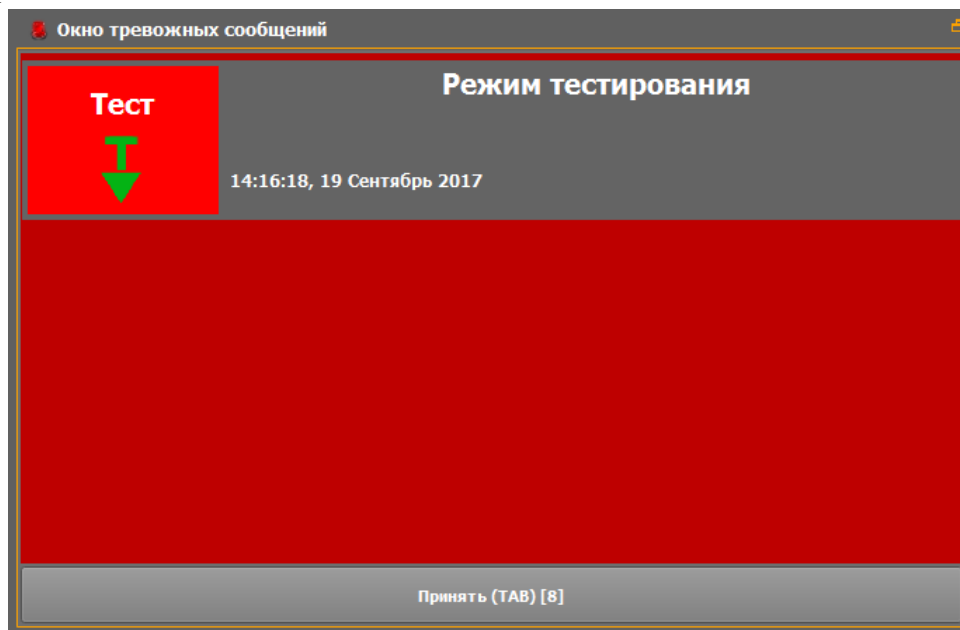 Окно тревожных сообщений
Режим тестирования
Тест
14:16:18, 19 Сентябрь 2017
Принять (TAB) [8]